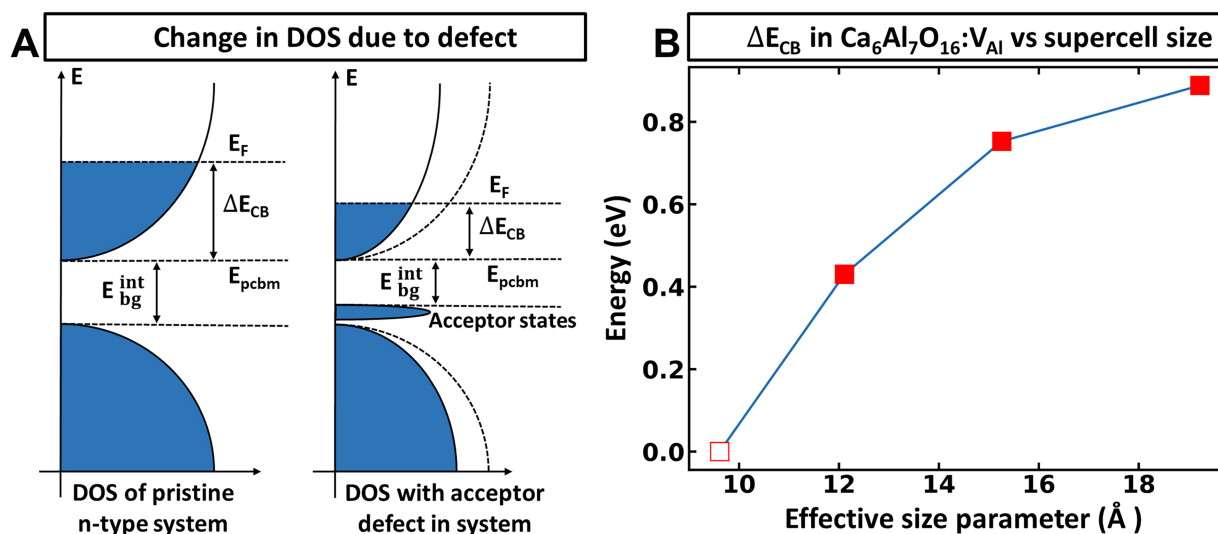 A
Change in DOS due to defect
E
E_F
ΔE_CB
E_bg^int
E_pcbm
DOS of pristine
n-type system
E
E_F
ΔE_CB
E_bg^int
E_pcbm
Acceptor states
DOS with acceptor
defect in system
B
ΔE_CB in Ca₆Al₇O₁₆:V_Al vs supercell size
Energy (eV)
0.8
0.6
0.4
0.2
0.0
10 12 14 16 18
Effective size parameter (Å )